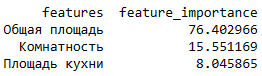 features feature_importance
Общая площадь 76.402966
Комнатность 15.551169
Площадь кухни 8.045865